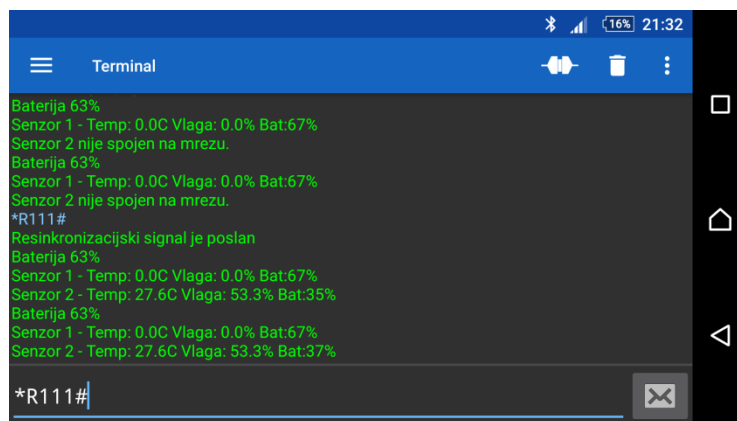 16% 21:32
Terminal
Baterija 63%
Senzor 1 - Temp: 0.0C Vlaga: 0.0% Bat:67%
Senzor 2 nije spojen na mrezu.
Baterija 63%
Senzor 1 - Temp: 0.0C Vlaga: 0.0% Bat:67%
Senzor 2 nije spojen na mrezu.
*R111#
Resinkronizacijski signal je poslan
Baterija 63%
Senzor 1 - Temp: 0.0C Vlaga: 0.0% Bat:67%
Senzor 2 - Temp: 27.6C Vlaga: 53.3% Bat:35%
Baterija 63%
Senzor 1 - Temp: 0.0C Vlaga: 0.0% Bat:67%
Senzor 2 - Temp: 27.6C Vlaga: 53.3% Bat:37%
*R111#